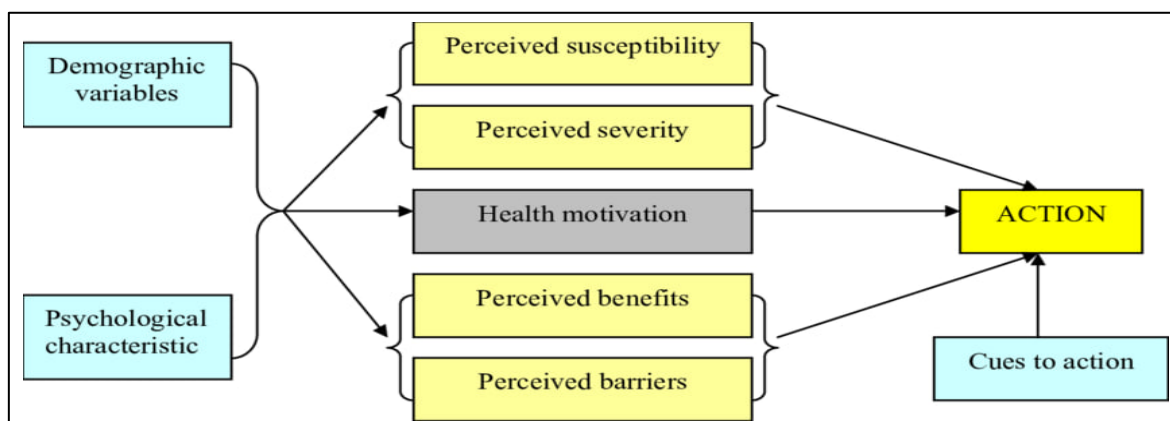 Demographic
variables
Psychological
characteristic
Perceived susceptibility
Perceived severity
Health motivation
Perceived benefits
Perceived barriers
ACTION
Cues to action